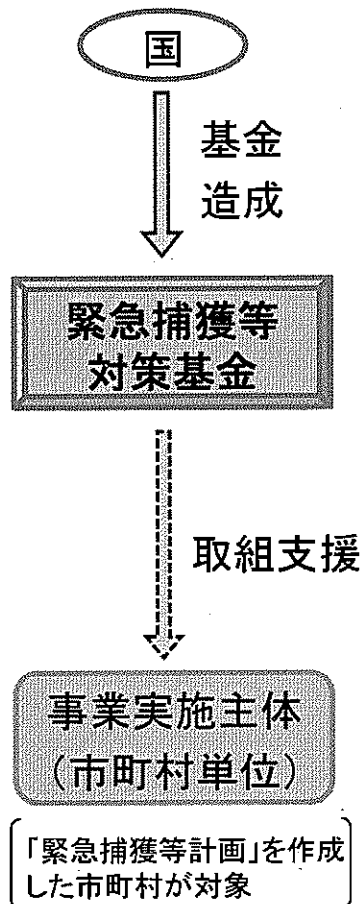 国
基金
造成
緊急捕獲等
対策基金
取組支援
事業実施主体
(市町村単位)
「緊急捕獲等計画」を作成
した市町村が対象